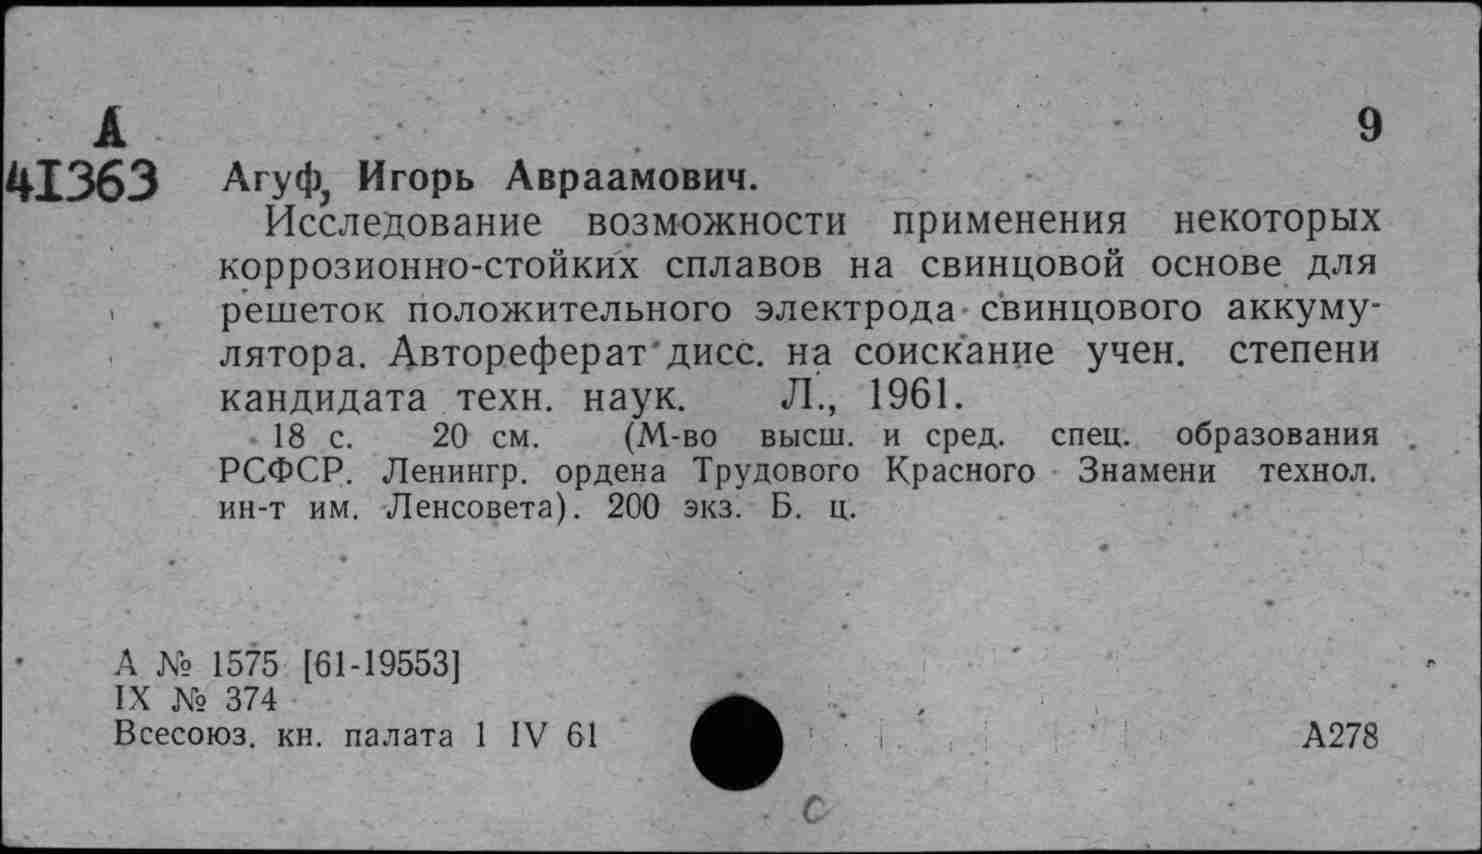 А
41363
9
Агуф, Игорь Авраамович.
Исследование возможности применения некоторых
коррозионно-стойких сплавов на свинцовой основе для
решеток положительного электрода свинцового аккуму-
лятора. Автореферат дисс. на соискание учен. степени
кандидата техн. наук. Л., 1961.
18 с. 20 см. (М-во высш. и сред. спец. образования
РСФСР. Ленингр. ордена Трудового Красного Знамени технол.
ин-т им. Ленсовета). 200 экз. Б. ц.
А № 1575 [61-19553]
IX № 374
Всесоюз. кн. палата 1 IV 61
А278
С